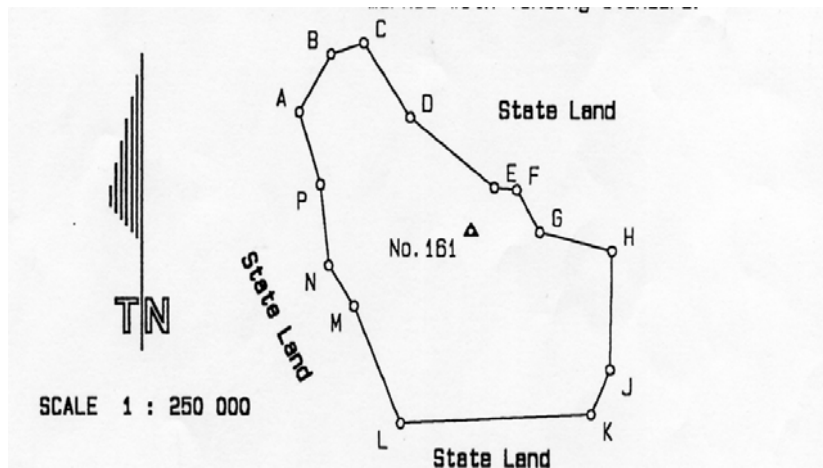 C
B
A
D
State Land
E F
P
G
H
No. 161
N
State Land
M
TN
J
SCALE 1 : 250 000
L
K
State Land